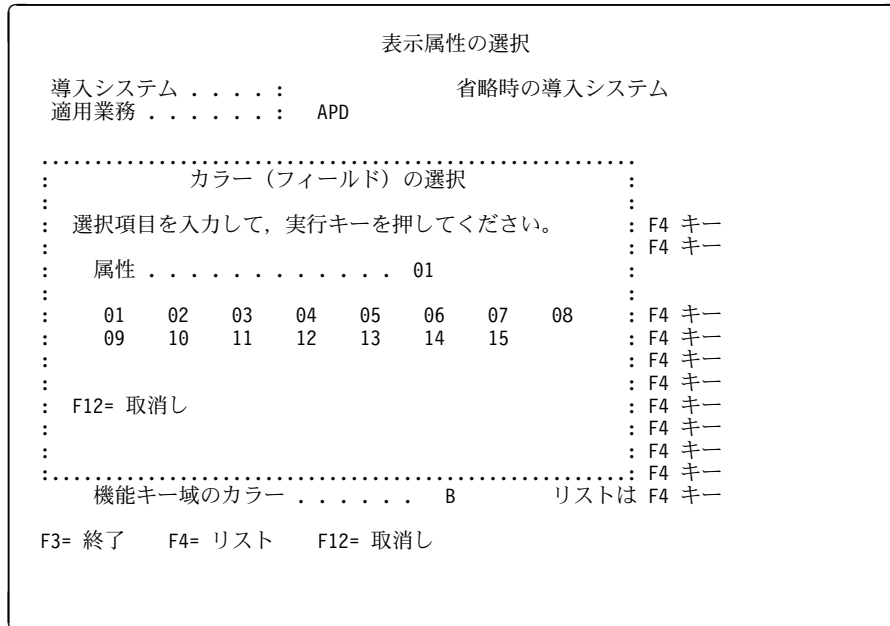 表示属性の選択
導入システム . . . . :　　　　　省略時の導入システム
適用業務 . . . . . . :　APD
........................................................
:　　　カラー（フィールド）の選択　　　:
:　　　:
:　選択項目を入力して，実行キーを押してください。　: F4 キー
:　　　: F4 キー
:　属性 . . . . . . . . . . . . 01　　　:
:　　　:
:　01　02　03　04　05　06　07　08　: F4 キー
:　09　10　11　12　13　14　15　　　: F4 キー
:　　　: F4 キー
:　　　: F4 キー
:　F12= 取消し　　　: F4 キー
:　　　: F4 キー
:　　　: F4 キー
:.......................................................: F4 キー
機能キー域のカラー . . . . . .　B　　　リストは F4 キー
F3= 終了　F4= リスト　F12= 取消し